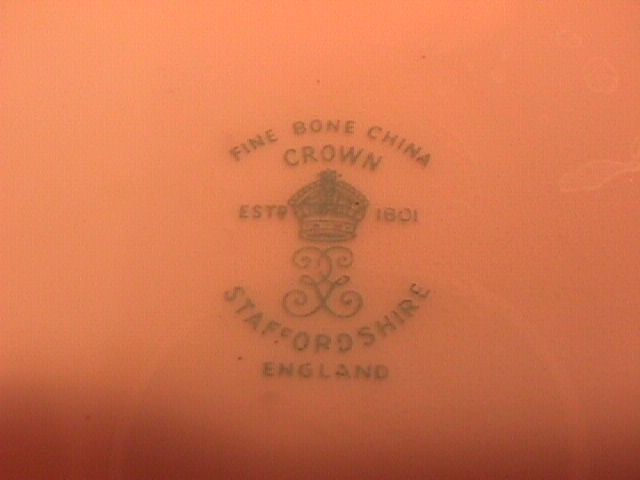 FINE BONE CHINA
CROWN
ESTD 1801
STAFFORDSHIRE
ENGLAND